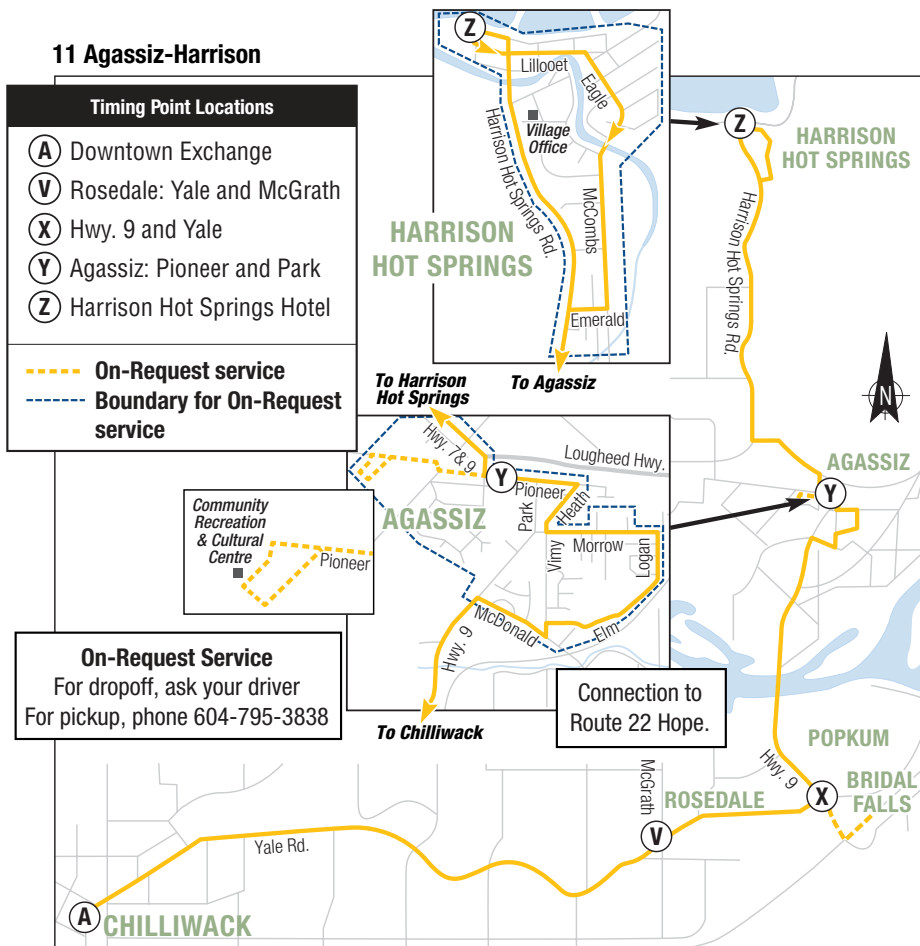 11 Agassiz-Harrison
Timing Point Locations
A Downtown Exchange
V Rosedale: Yale and McGrath
X Hwy. 9 and Yale
Y Agassiz: Pioneer and Park
Z Harrison Hot Springs Hotel
On-Request service
Boundary for On-Request
service
Z
Lillooet
Eagle
Village
Office
Harrison Hot Springs Rd.
McCombs
HARRISON
HOT SPRINGS
Emerald
To Agassiz
Z
HARRISON
HOT SPRINGS
Harrison Hot Springs Rd.
N
AGASSIZ
Y
To Harrison
Hot Springs
Hwy. 7& 9
Lougheed Hwy.
Y
Pioneer
Heath
Park
AGASSIZ
Vimy
Morrow
Logan
McDonald
Elm
Hwy. 9
To Chilliwack
Community
Recreation
& Cultural
Centre
Pioneer
On-Request Service
For dropoff, ask your driver
For pickup, phone 604-795-3838
Connection to
Route 22 Hope.
POPKUM
Hwy. 9
BRIDAL
FALLS
X
McGrath
ROSEDALE
V
Yale Rd.
A
CHILLIWACK